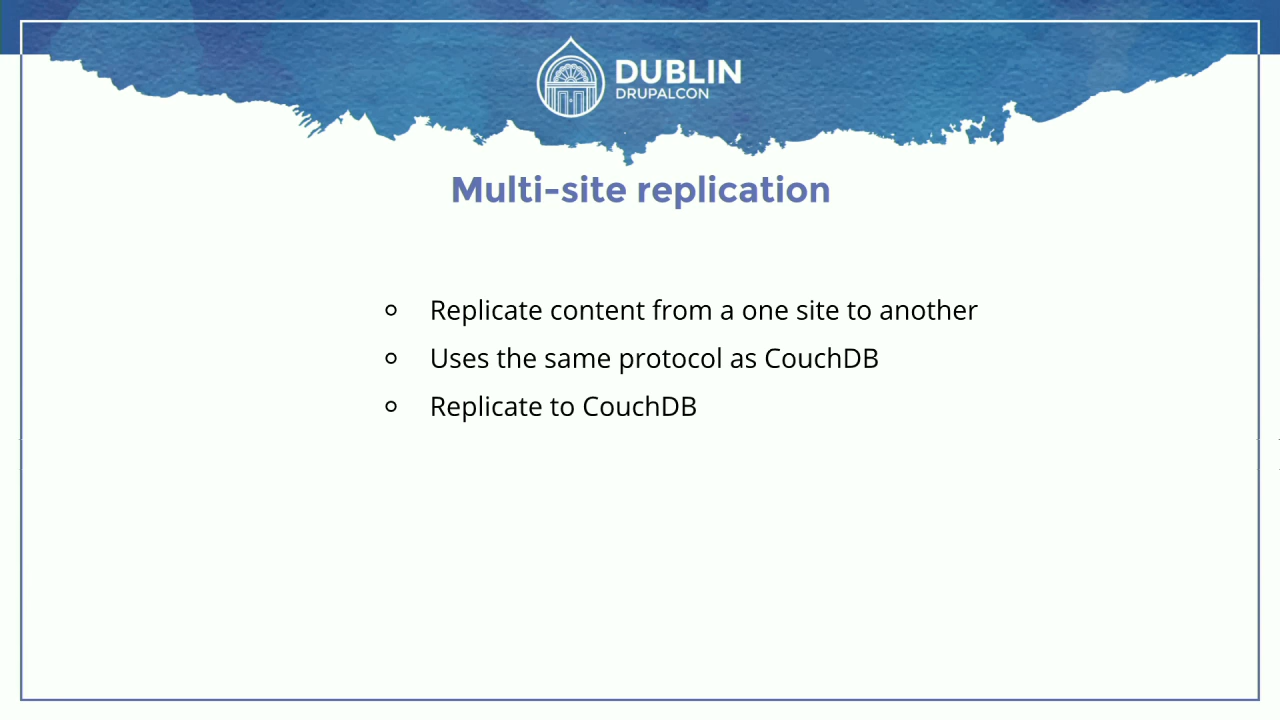 DUBLIN
DRUPALCON
Multi-site replication
Replicate content from a one site to another
Uses the same protocol as CouchDB
Replicate to CouchDB